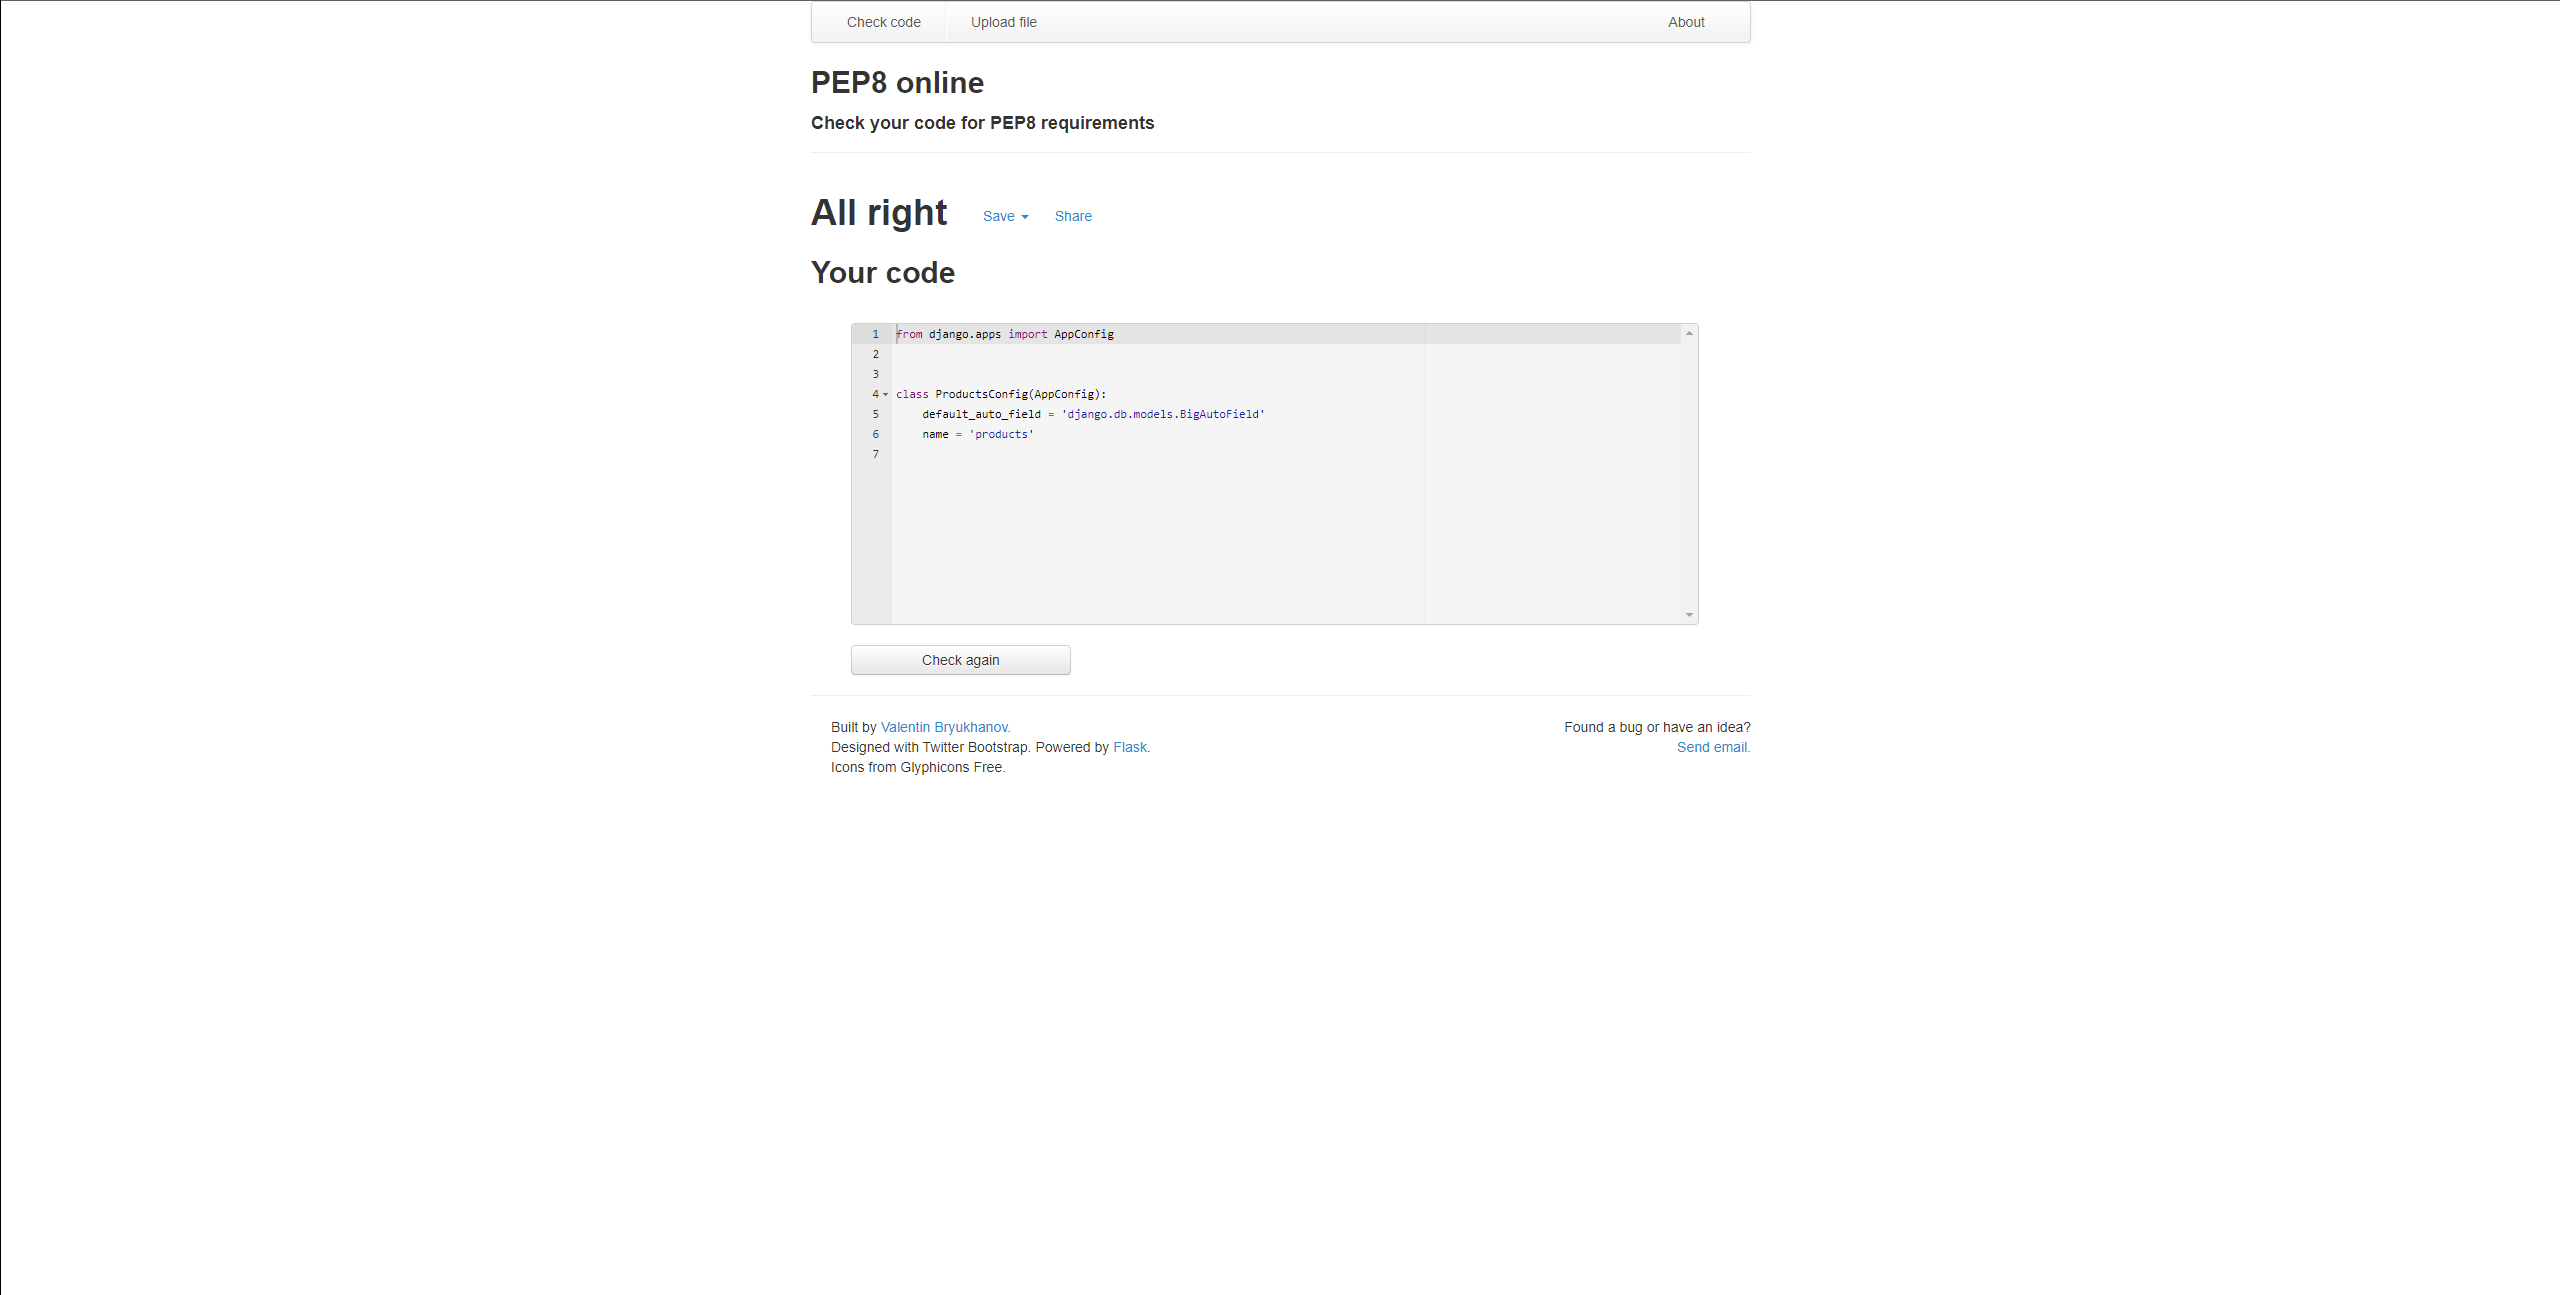 Check code Upload file About
PEP8 online
Check your code for PEP8 requirements
All right Save Share
Your code
1 from django.apps import AppConfig
2
3
4 class ProductsConfig(AppConfig):
5     default_auto_field = 'django.db.models.BigAutoField'
6     name = 'products'
7
Check again
Built by Valentin Bryukhanov. Found a bug or have an idea?
Designed with Twitter Bootstrap. Powered by Flask. Send email.
Icons from Glyphicons Free.